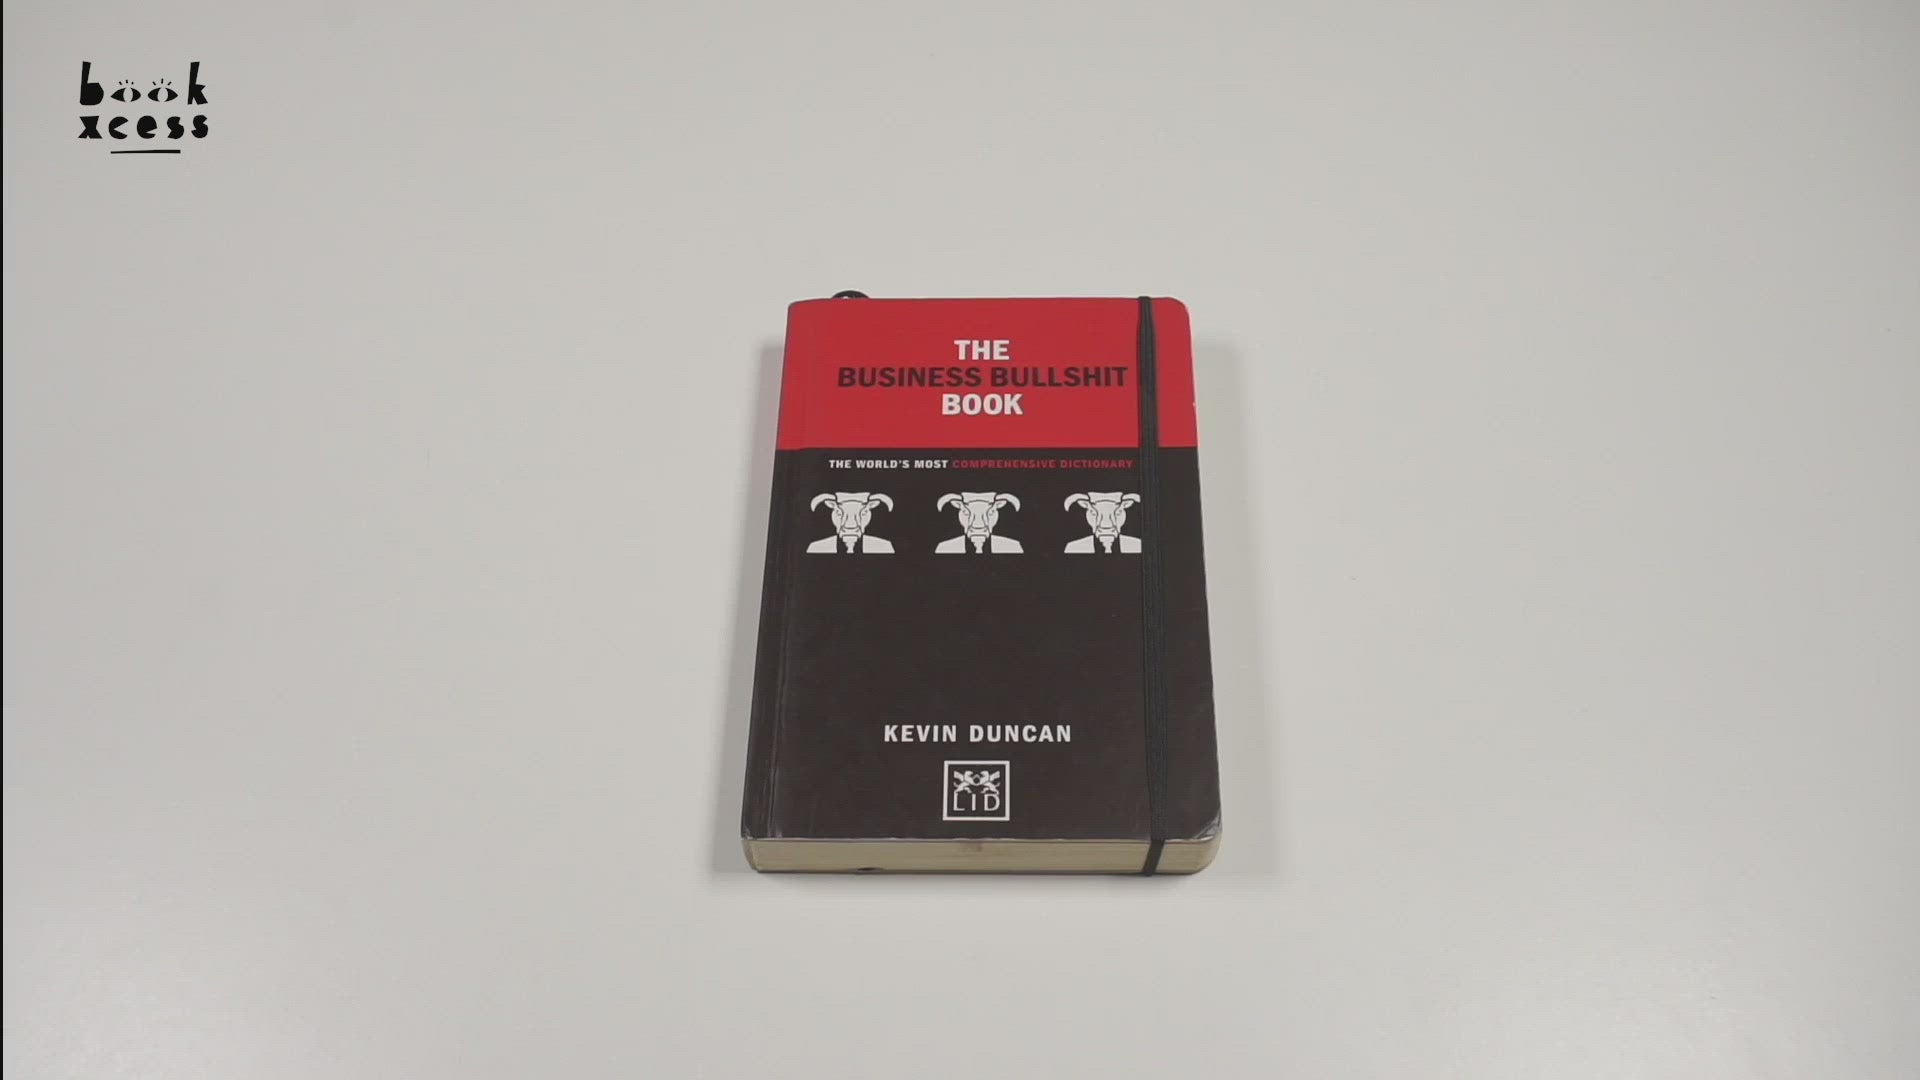 book
xcess
THE
BUSINESS BULLSHIT
BOOK
THE WORLD'S MOST COMPREHENSIVE DICTIONARY
KEVIN DUNCAN
LID